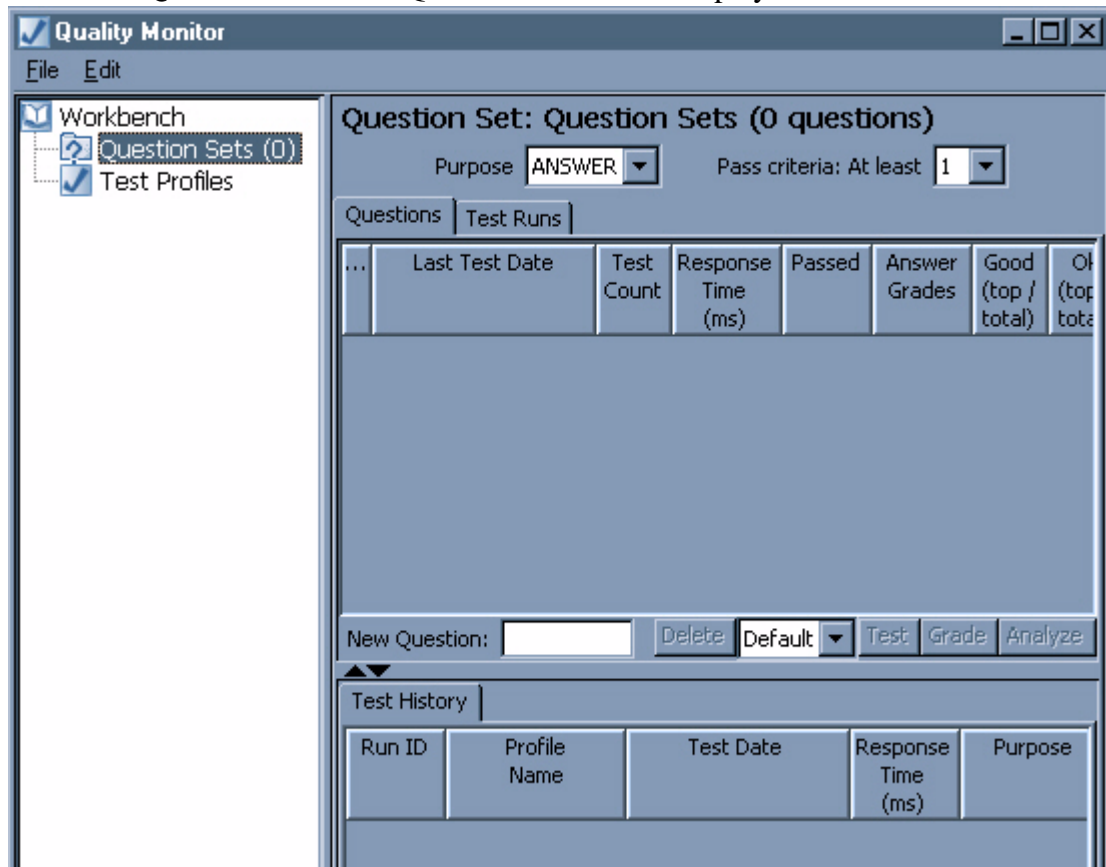 Quality Monitor
File Edit
Workbench
Question Sets (0)
Test Profiles
Question Set: Question Sets (0 questions)
Purpose ANSWER Pass criteria: At least 1
Questions Test Runs
... Last Test Date Test Count Response Time (ms) Passed Answer Grades Good (top / total)
New Question: Delete Default Test Grade Analyze
Test History
Run ID Profile Name Test Date Response Time (ms) Purpose